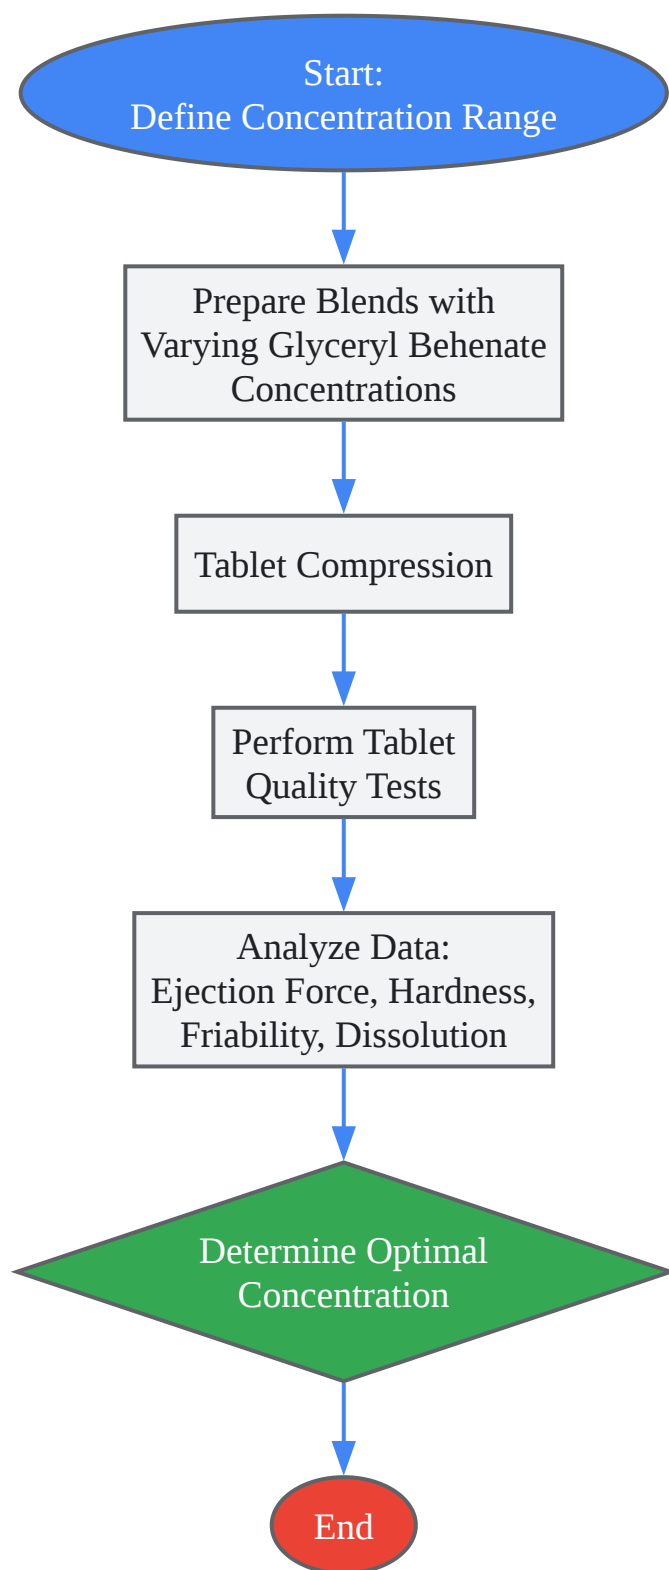 Start:
Define Concentration Range
Prepare Blends with
Varying Glyceryl Behenate
Concentrations
Tablet Compression
Perform Tablet
Quality Tests
Analyze Data:
Ejection Force, Hardness,
Friability, Dissolution
Determine Optimal
Concentration
End